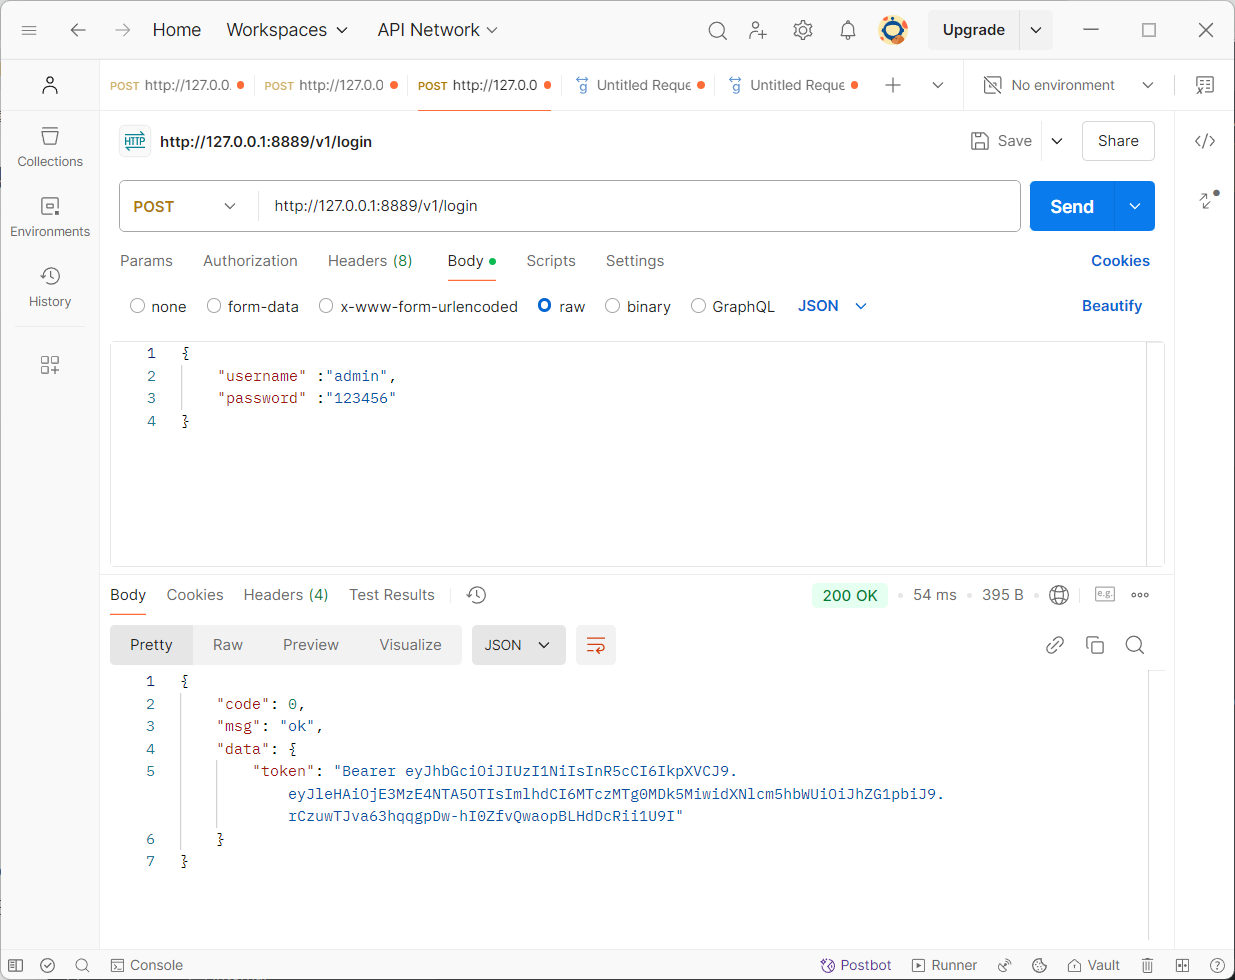 Home Workspaces API Network Upgrade
POST http://127.0.0. POST http://127.0.0 POST http://127.0.0 Untitled Reque Untitled Reque No environment
Collections
Environments
History
HTTP http://127.0.0.1:8889/v1/login Save Share
POST http://127.0.0.1:8889/v1/login Send
Params Authorization Headers (8) Body Scripts Settings Cookies
none form-data x-www-form-urlencoded raw binary GraphQL JSON Beautify
1 {
2 "username" :"admin",
3 "password" :"123456"
4 }
Body Cookies Headers (4) Test Results 200 OK 54 ms 395 B e.g.
Pretty Raw Preview Visualize JSON
1 {
2 "code": 0,
3 "msg": "ok",
4 "data": {
5 "token": "Bearer eyJhbGciOiJIUzI1NiIsInR5cCI6IkpXVCJ9.
eyJleHAiOjE3MzE4NTA5OTIsImlhdCI6MTczMTg0MDk5MiwidXNlcm5hbWUiOiJhZG1pbiJ9.
rCzuwTJva63hqqgpDw-hI0ZfvQwaopBLHdDcRii1U9I"
6 }
7 }
Console Postbot Runner Vault